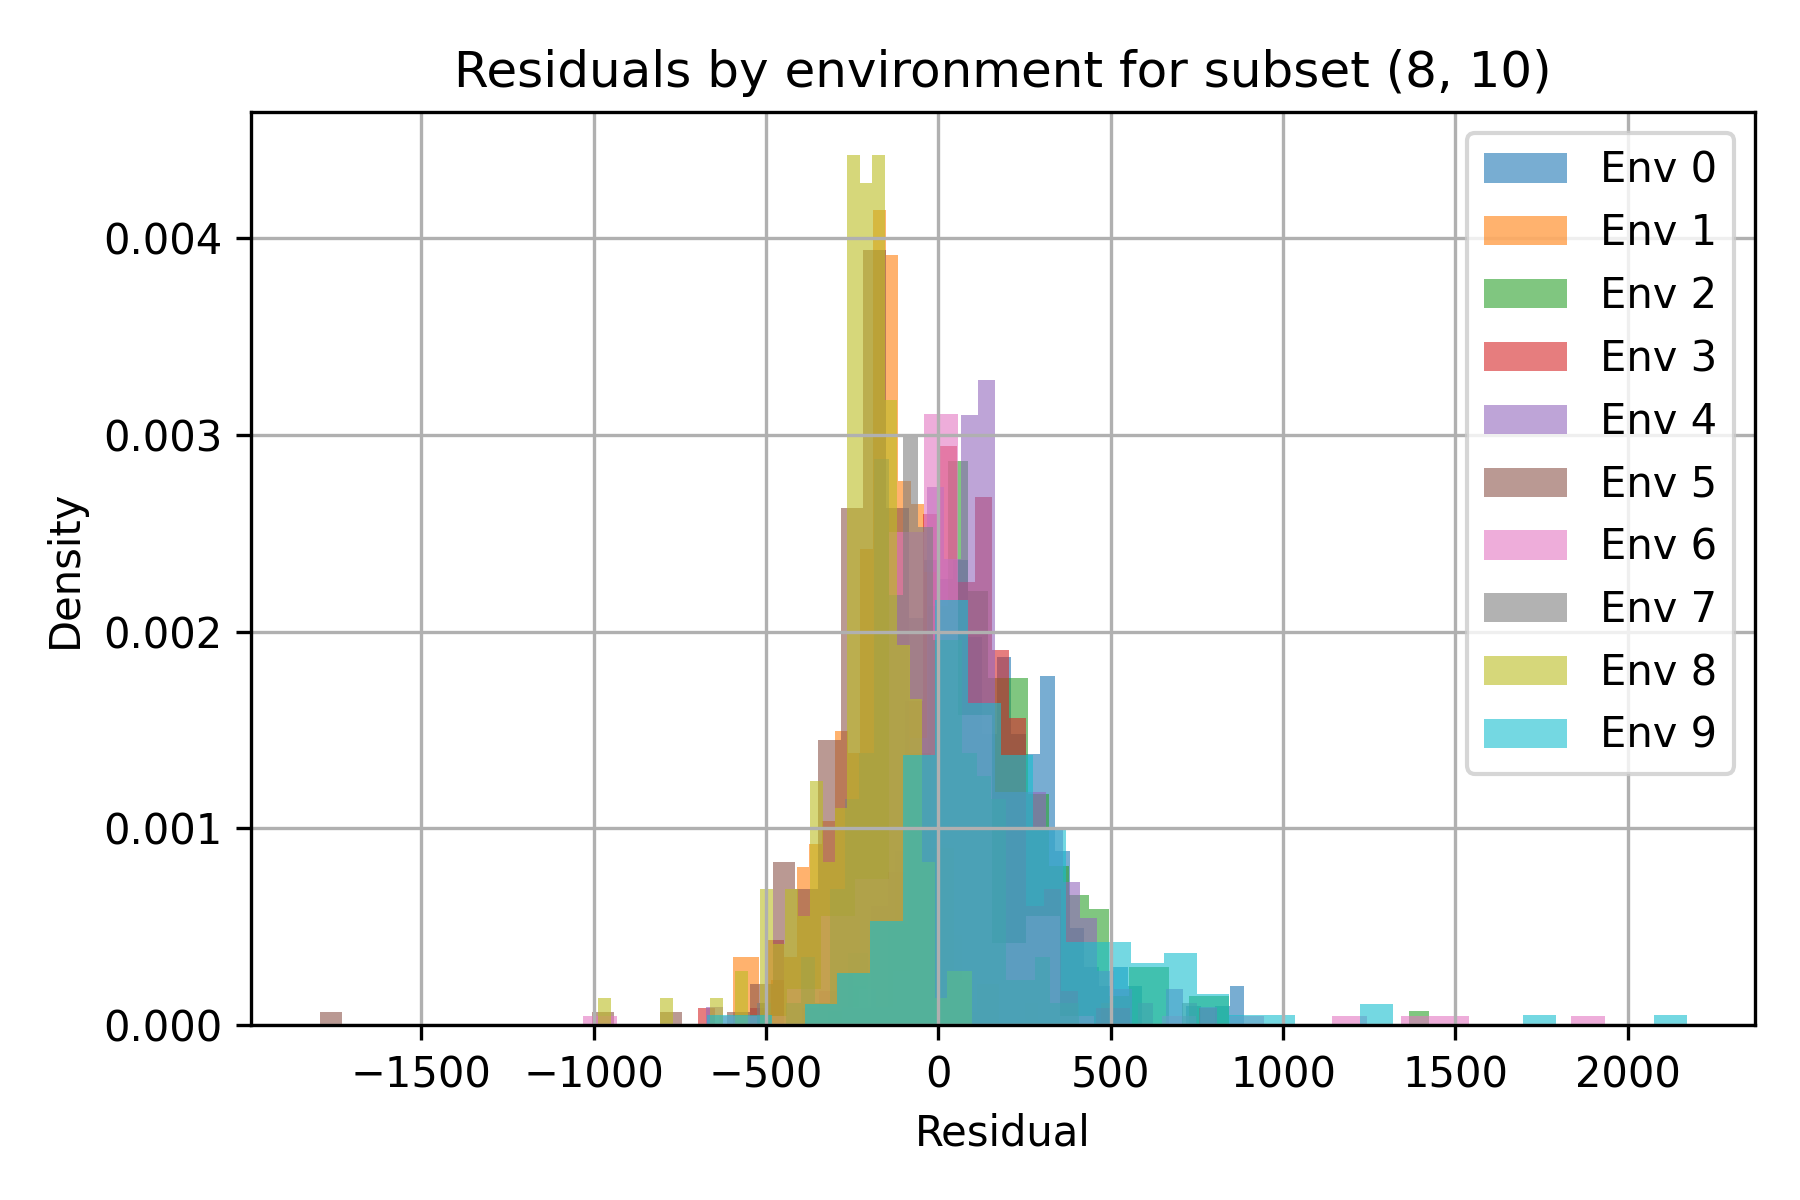 Residuals by environment for subset (8, 10)
Density
0.004
0.003
0.002
0.001
0.000
Env 0
Env 1
Env 2
Env 3
Env 4
Env 5
Env 6
Env 7
Env 8
Env 9
−1500 −1000 −500 0 500 1000 1500 2000
Residual